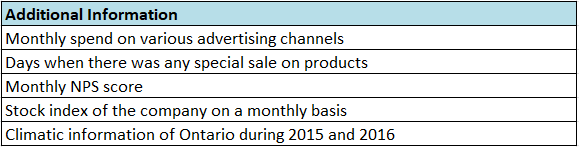 Additional Information
Monthly spend on various advertising channels
Days when there was any special sale on products
Monthly NPS score
Stock index of the company on a monthly basis
Climatic information of Ontario during 2015 and 2016